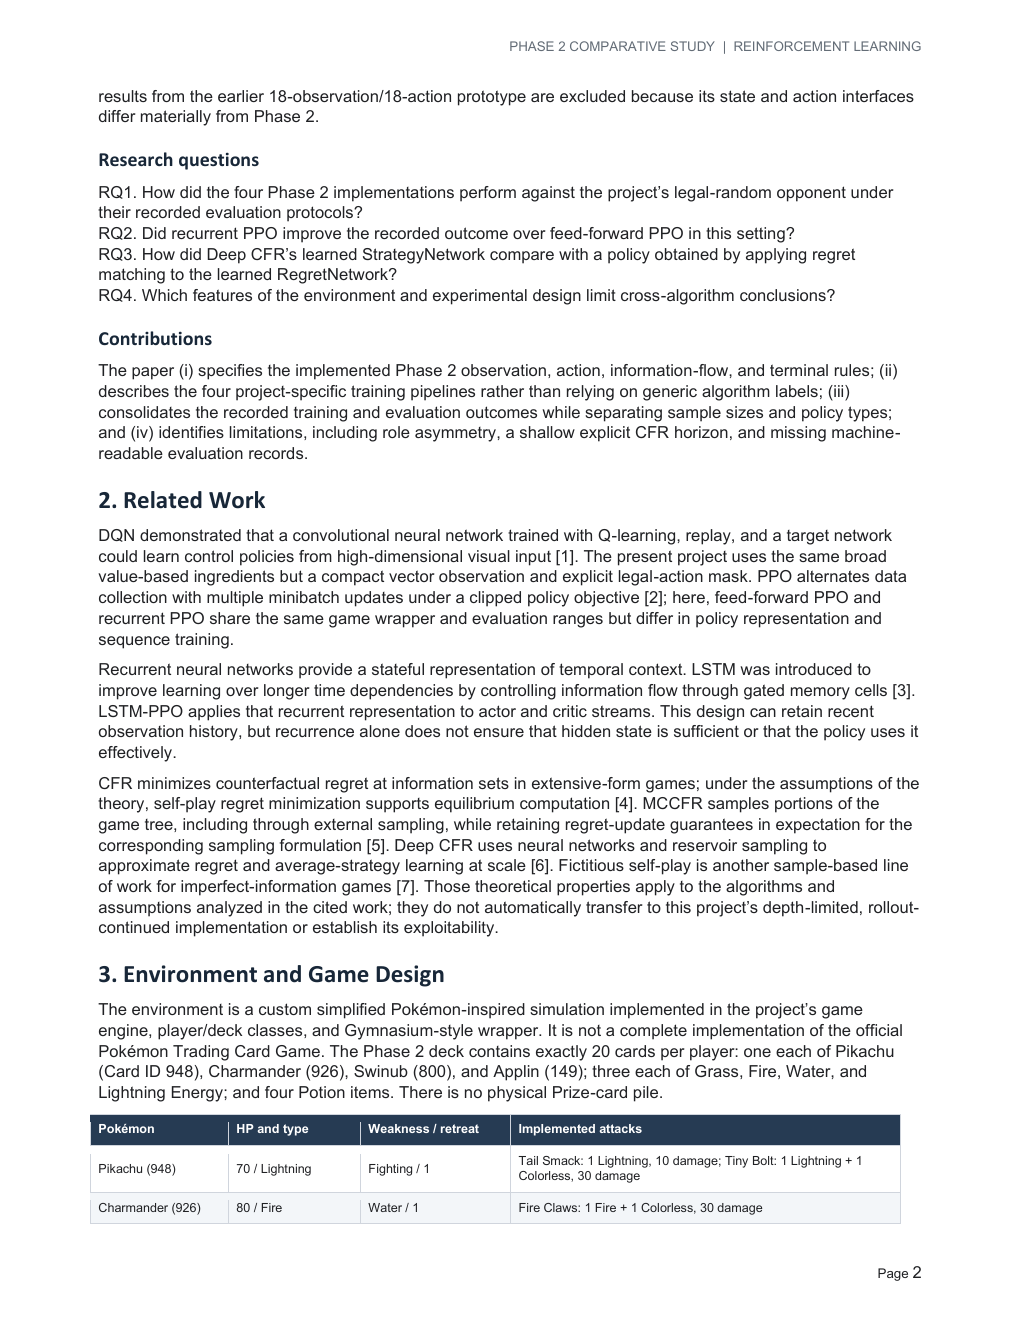 PHASE 2 COMPARATIVE STUDY | REINFORCEMENT LEARNING
results from the earlier 18-observation/18-action prototype are excluded because its state and action interfaces
differ materially from Phase 2.
Research questions
RQ1. How did the four Phase 2 implementations perform against the project’s legal-random opponent under
their recorded evaluation protocols?
RQ2. Did recurrent PPO improve the recorded outcome over feed-forward PPO in this setting?
RQ3. How did Deep CFR’s learned StrategyNetwork compare with a policy obtained by applying regret
matching to the learned RegretNetwork?
RQ4. Which features of the environment and experimental design limit cross-algorithm conclusions?
Contributions
The paper (i) specifies the implemented Phase 2 observation, action, information-flow, and terminal rules; (ii)
describes the four project-specific training pipelines rather than relying on generic algorithm labels; (iii)
consolidates the recorded training and evaluation outcomes while separating sample sizes and policy types;
and (iv) identifies limitations, including role asymmetry, a shallow explicit CFR horizon, and missing machine-
readable evaluation records.
2. Related Work
DQN demonstrated that a convolutional neural network trained with Q-learning, replay, and a target network
could learn control policies from high-dimensional visual input [1]. The present project uses the same broad
value-based ingredients but a compact vector observation and explicit legal-action mask. PPO alternates data
collection with multiple minibatch updates under a clipped policy objective [2]; here, feed-forward PPO and
recurrent PPO share the same game wrapper and evaluation ranges but differ in policy representation and
sequence training.
Recurrent neural networks provide a stateful representation of temporal context. LSTM was introduced to
improve learning over longer time dependencies by controlling information flow through gated memory cells [3].
LSTM-PPO applies that recurrent representation to actor and critic streams. This design can retain recent
observation history, but recurrence alone does not ensure that hidden state is sufficient or that the policy uses it
effectively.
CFR minimizes counterfactual regret at information sets in extensive-form games; under the assumptions of the
theory, self-play regret minimization supports equilibrium computation [4]. MCCFR samples portions of the
game tree, including through external sampling, while retaining regret-update guarantees in expectation for the
corresponding sampling formulation [5]. Deep CFR uses neural networks and reservoir sampling to
approximate regret and average-strategy learning at scale [6]. Fictitious self-play is another sample-based line
of work for imperfect-information games [7]. Those theoretical properties apply to the algorithms and
assumptions analyzed in the cited work; they do not automatically transfer to this project’s depth-limited, rollout-
continued implementation or establish its exploitability.
3. Environment and Game Design
The environment is a custom simplified Pokémon-inspired simulation implemented in the project’s game
engine, player/deck classes, and Gymnasium-style wrapper. It is not a complete implementation of the official
Pokémon Trading Card Game. The Phase 2 deck contains exactly 20 cards per player: one each of Pikachu
(Card ID 948), Charmander (926), Swinub (800), and Applin (149); three each of Grass, Fire, Water, and
Lightning Energy; and four Potion items. There is no physical Prize-card pile.
Pokémon HP and type Weakness / retreat Implemented attacks
Pikachu (948) 70 / Lightning Fighting / 1 Tail Smack: 1 Lightning, 10 damage; Tiny Bolt: 1 Lightning + 1
Colorless, 30 damage
Charmander (926) 80 / Fire Water / 1 Fire Claws: 1 Fire + 1 Colorless, 30 damage
Page 2